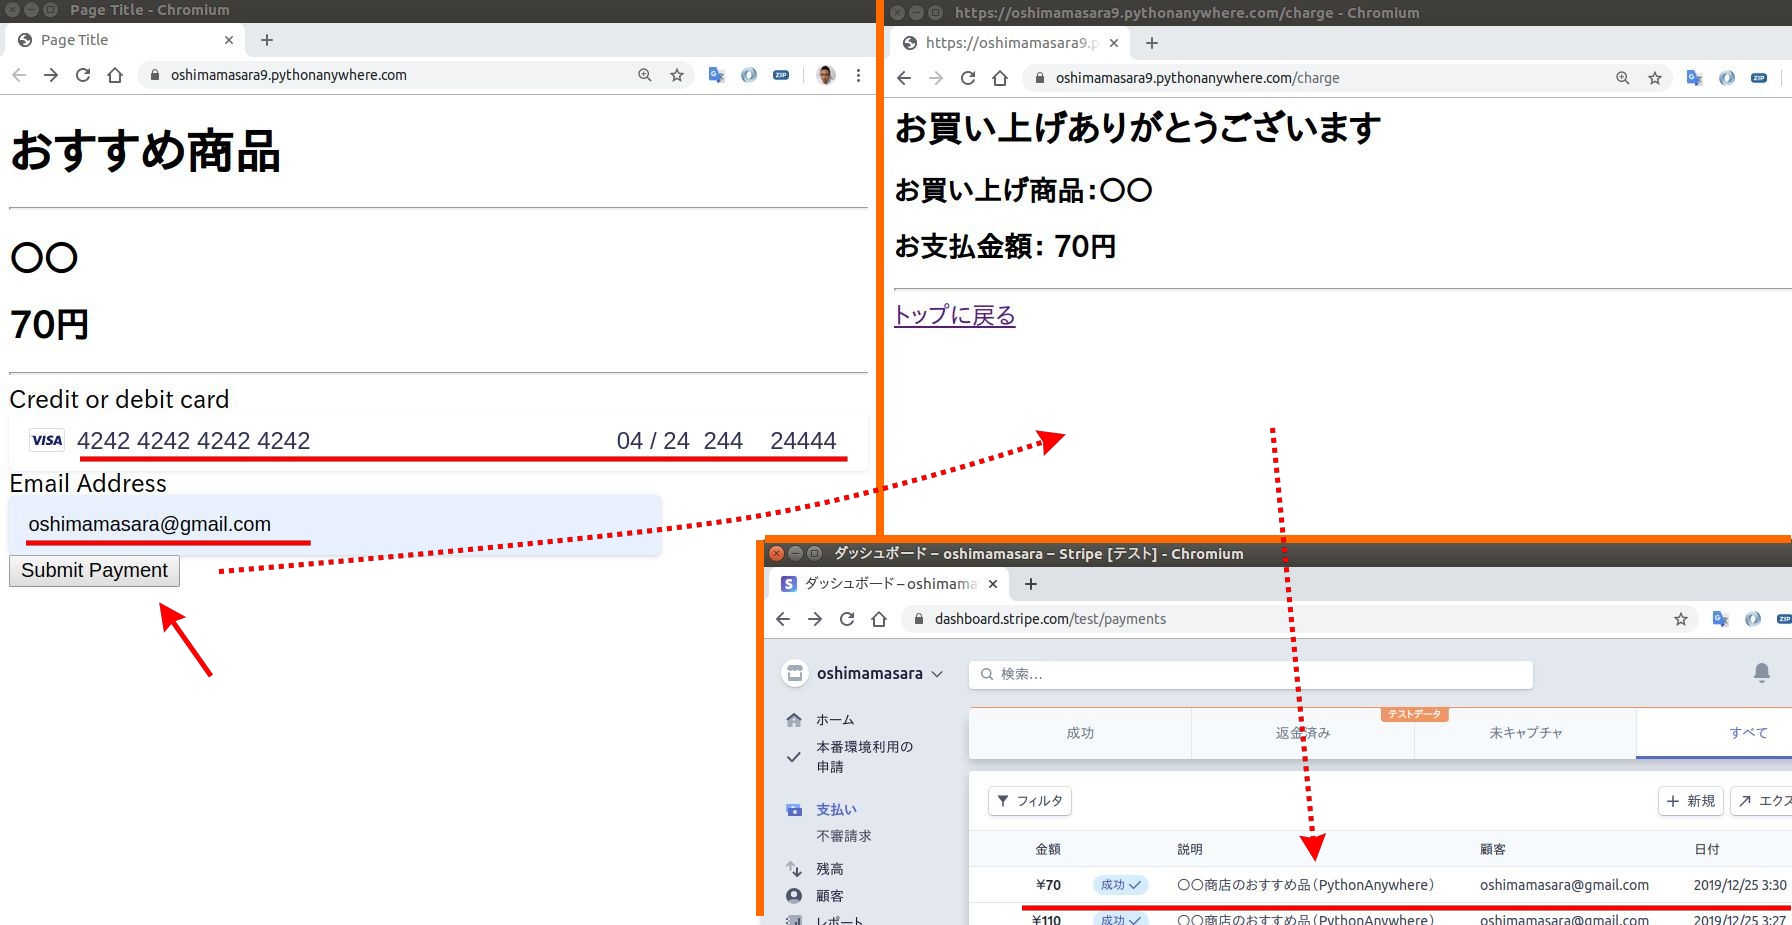 Page Title - Chromium
Page Title
oshimamasara9.pythonanywhere.com
ZIP
おすすめ商品
〇〇
70円
Credit or debit card
VISA 4242 4242 4242 4242 04 / 24 244 24444
Email Address
oshimamasara@gmail.com
Submit Payment
https://oshimamasara9.pythonanywhere.com/charge - Chromium
https://oshimamasara9.p
oshimamasara9.pythonanywhere.com/charge
ZIP
お買い上げありがとうございます
お買い上げ商品：〇〇
お支払金額： 70円
トップに戻る
ダッシュボード – oshimamasara – Stripe [テスト] - Chromium
S ダッシュボード – oshimama
dashboard.stripe.com/test/payments
ZIP
oshimamasara
検索...
ホーム
本番環境利用の
申請
支払い
不審請求
残高
顧客
レポート
テストデータ
成功 返金済み 未キャプチャ すべて
フィルタ
新規
エクス
金額 説明 顧客 日付
¥70 成功 〇〇商店のおすすめ品（PythonAnywhere） oshimamasara@gmail.com 2019/12/25 3:30
¥110 成功 〇〇商店のおすすめ品（PythonAnywhere） oshimamasara@gmail.com 2019/12/25 3:27